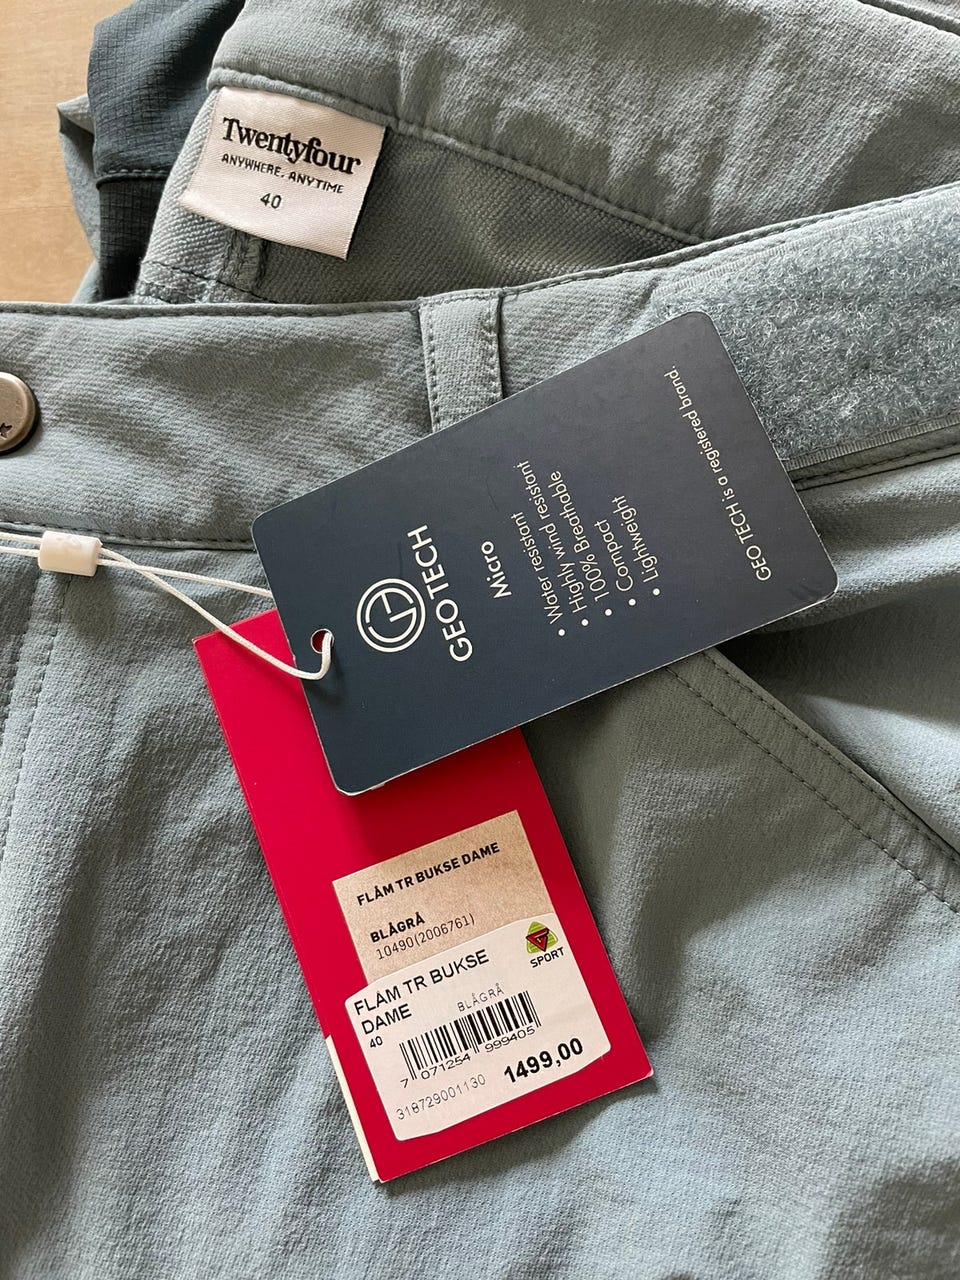 Twentyfour
ANYWHERE, ANYTIME
40
GEO TECH
Micro
• Water resistant
• Highly wind resistant
• 100% Breathable
• Compact
• Lightweight
GEO TECH is a registered brand.
FLÅM TR BUKSE DAME
BLÅGRÅ
10490(2006761)
SPORT
FLÅM TR BUKSE
DAME
BLÅGRÅ
40
7 071254 999405
318729001130
1499,00